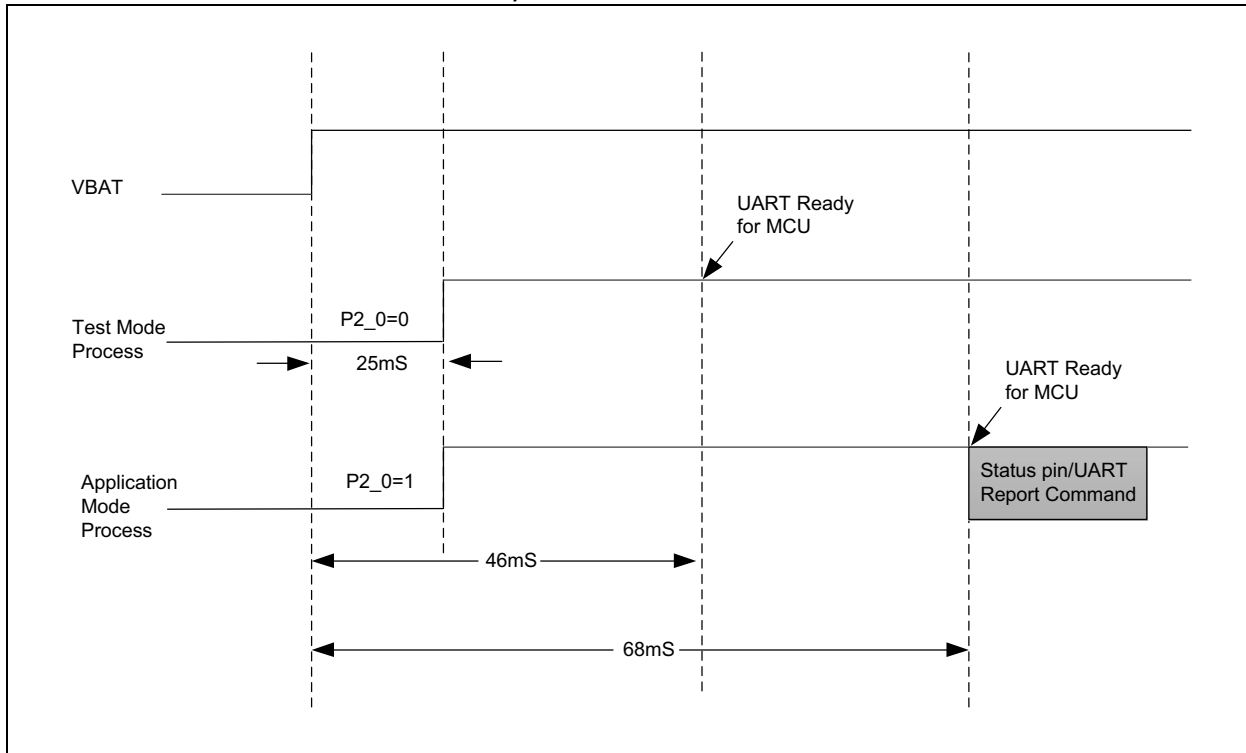 VBAT
UART Ready
for MCU
P2_0=0
Test Mode
Process
25mS
UART Ready
for MCU
P2_0=1
Application
Mode
Process
Status pin/UART
Report Command
46mS
68mS